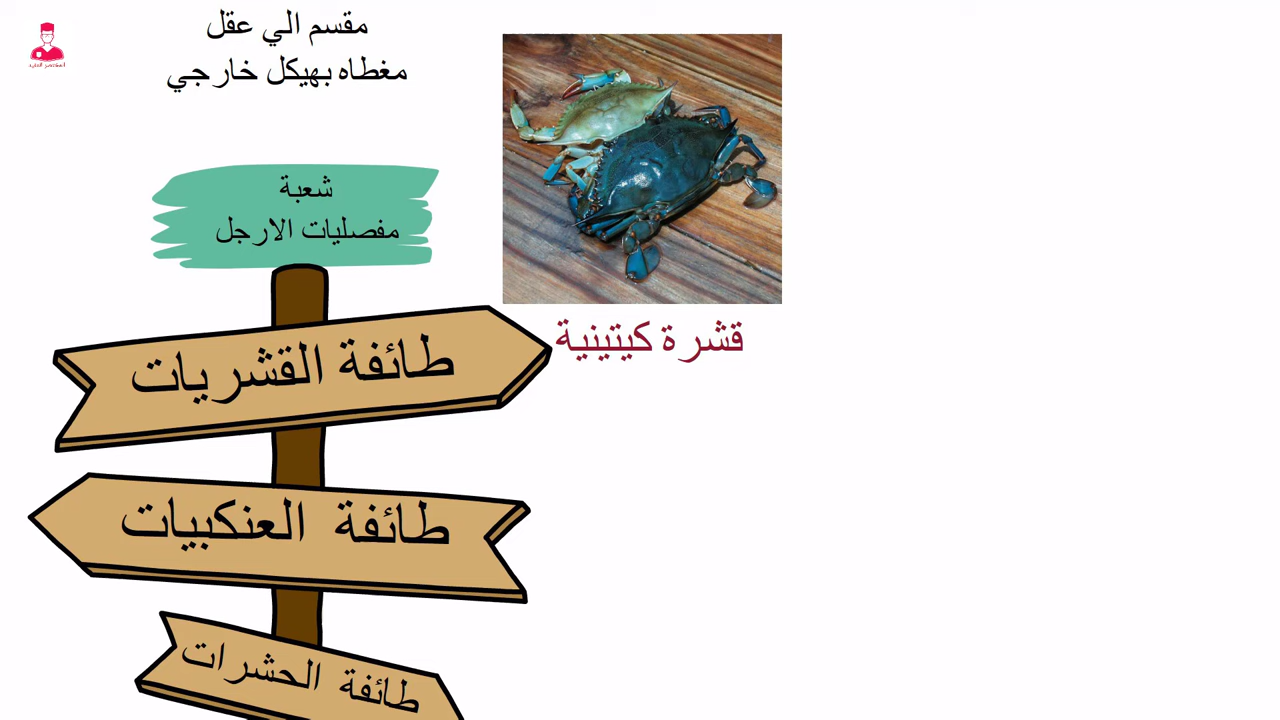 مقسم الي عقل
مغطاه بهيكل خارجي
شعبة
مفصليات الارجل
قشرة كيتينية
طائفة القشريات
طائفة العنكبيات
طائفة الحشرات